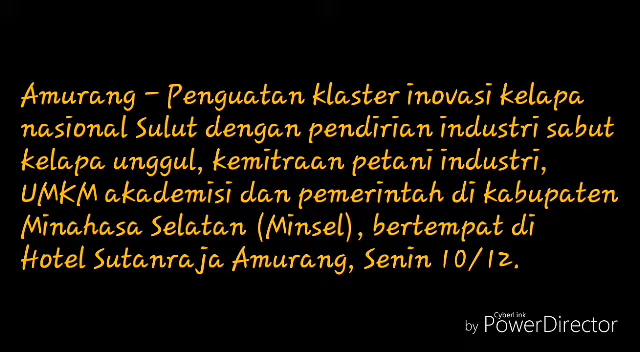 Amurang – Penguatan klaster inovasi kelapa
nasional Sulut dengan pendirian industri sabut
kelapa unggul, kemitraan petani industri,
UMKM akademisi dan pemerintah di kabupaten
Minahasa Selatan (Minsel), bertempat di
Hotel Sutanraja Amurang, Senin 10/12.
CyberLink
by PowerDirector